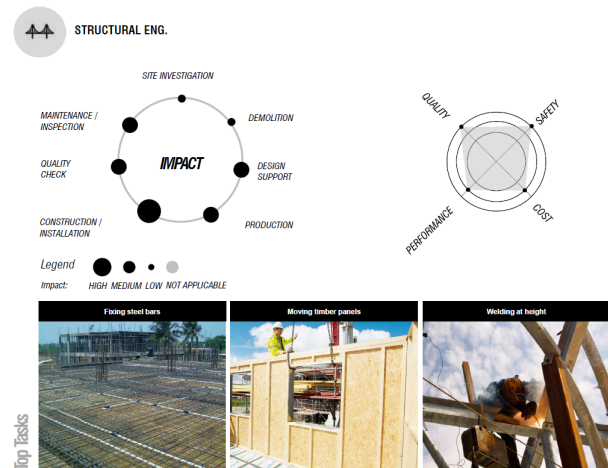 STRUCTURAL ENG.
SITE INVESTIGATION
MAINTENANCE /
INSPECTION
DEMOLITION
QUALITY
CHECK
IMPACT
DESIGN
SUPPORT
CONSTRUCTION /
INSTALLATION
PRODUCTION
QUALITY
SAFETY
PERFORMANCE
COST
Legend
Impact:
HIGH MEDIUM LOW NOT APPLICABLE
Top Tasks
Fixing steel bars
Moving timber panels
Welding at height